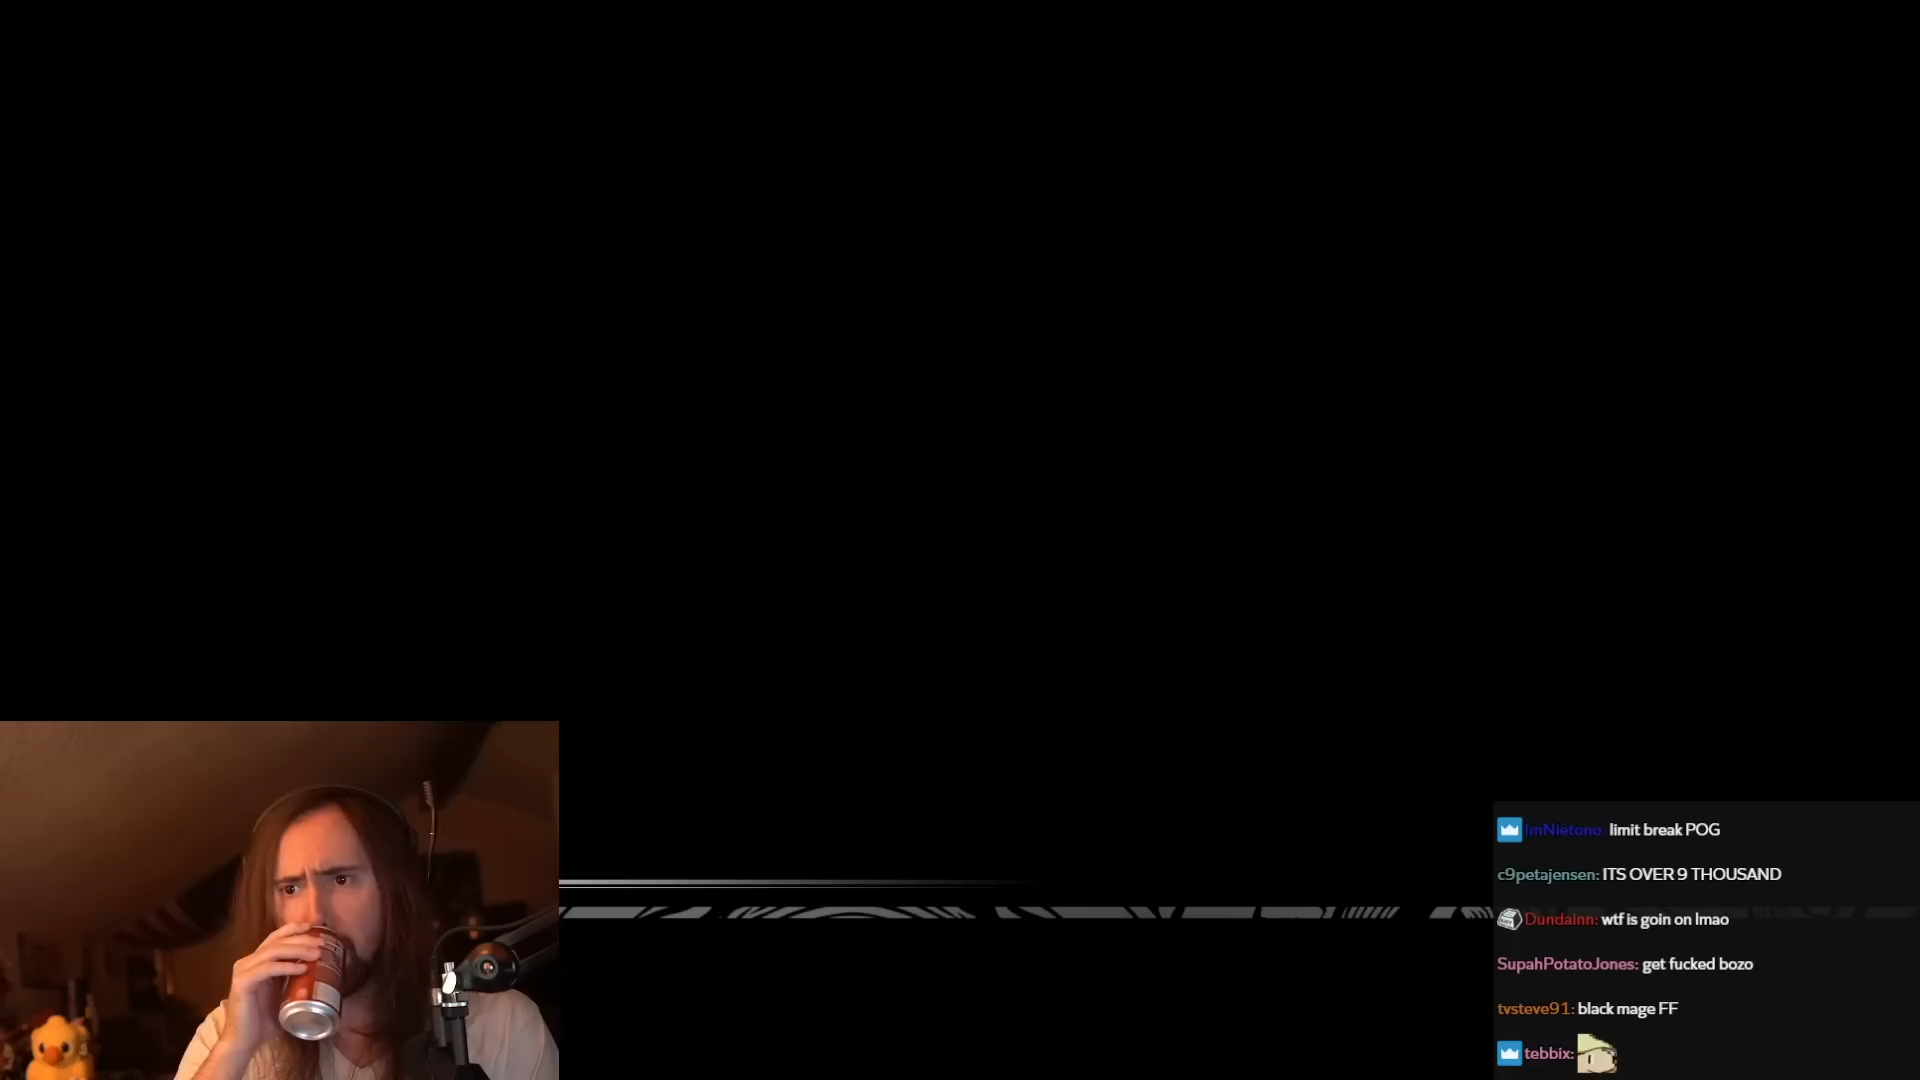 ImNietono: limit break POG
c9petajensen: ITS OVER 9 THOUSAND
Dundainn: wtf is goin on lmao
SupahPotatoJones: get fucked bozo
tvsteve91: black mage FF
tebbix: